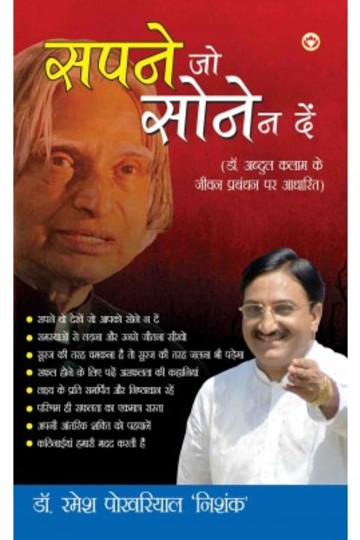 सपने जो
सोने न दें
(डॉ. अब्दुल कलाम के
जीवन प्रबंधन पर आधारित)
सपने वो देखें जो आपको सोने न दें
समस्याओं से लड़ना और उनसे जीतना सीखो
सूरज की तरह चमकना है तो सूरज की तरह जलना भी पड़ेगा
सफल होने के लिए पढ़ें असफलता की कहानियां
लक्ष्य के प्रति समर्पित और निष्ठावान रहें
परिश्रम ही सफलता का एकमात्र रास्ता
अपनी आंतरिक शक्ति को पहचानें
कठिनाईयां हमारी मदद करती हैं
डॉ. रमेश पोखरियाल 'निशंक'